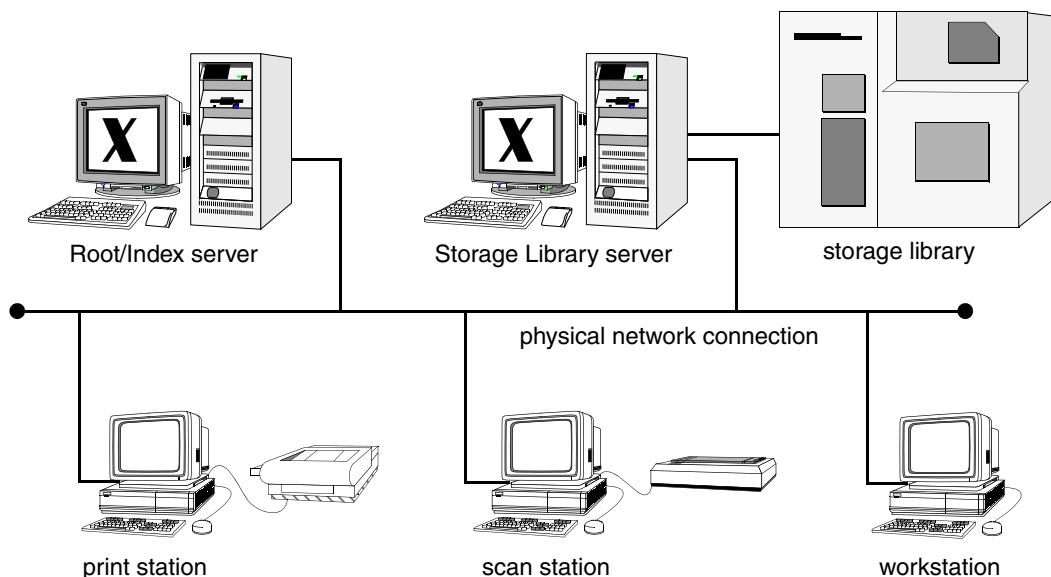 X
X
Root/Index server
Storage Library server
storage library
physical network connection
print station
scan station
workstation